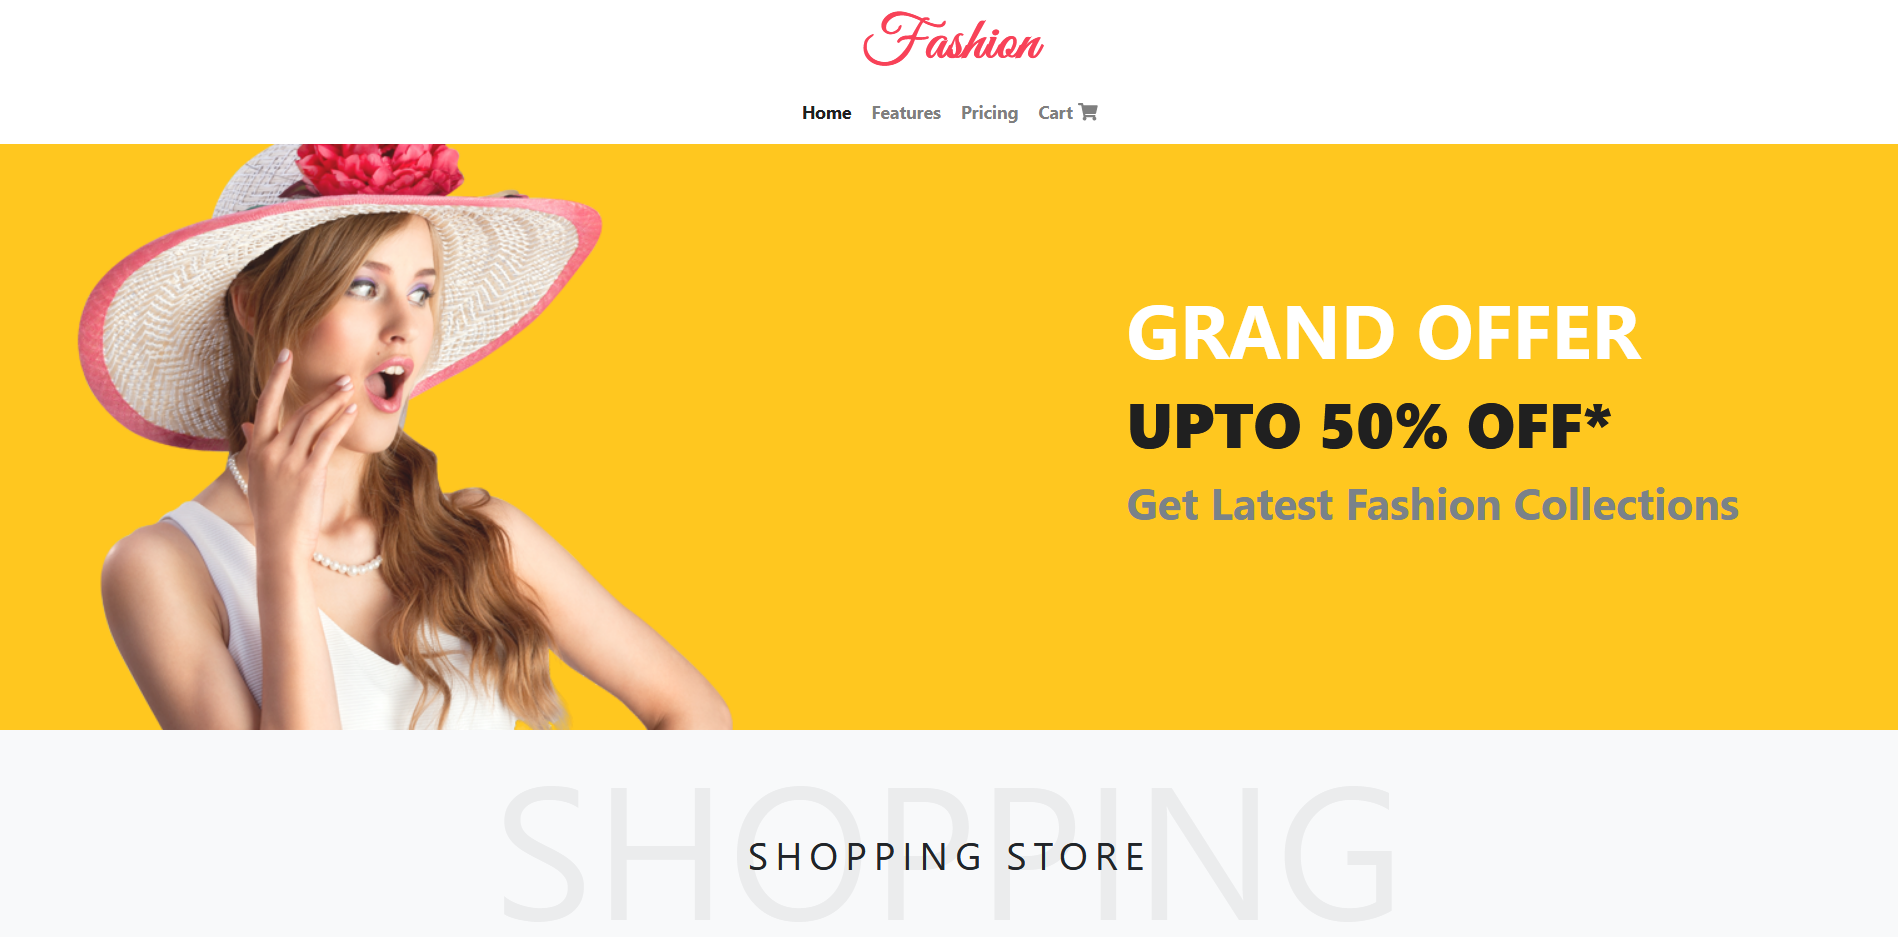 Fashion
Home Features Pricing Cart
GRAND OFFER
UPTO 50% OFF*
Get Latest Fashion Collections
SHOPPING
SHOPPING STORE